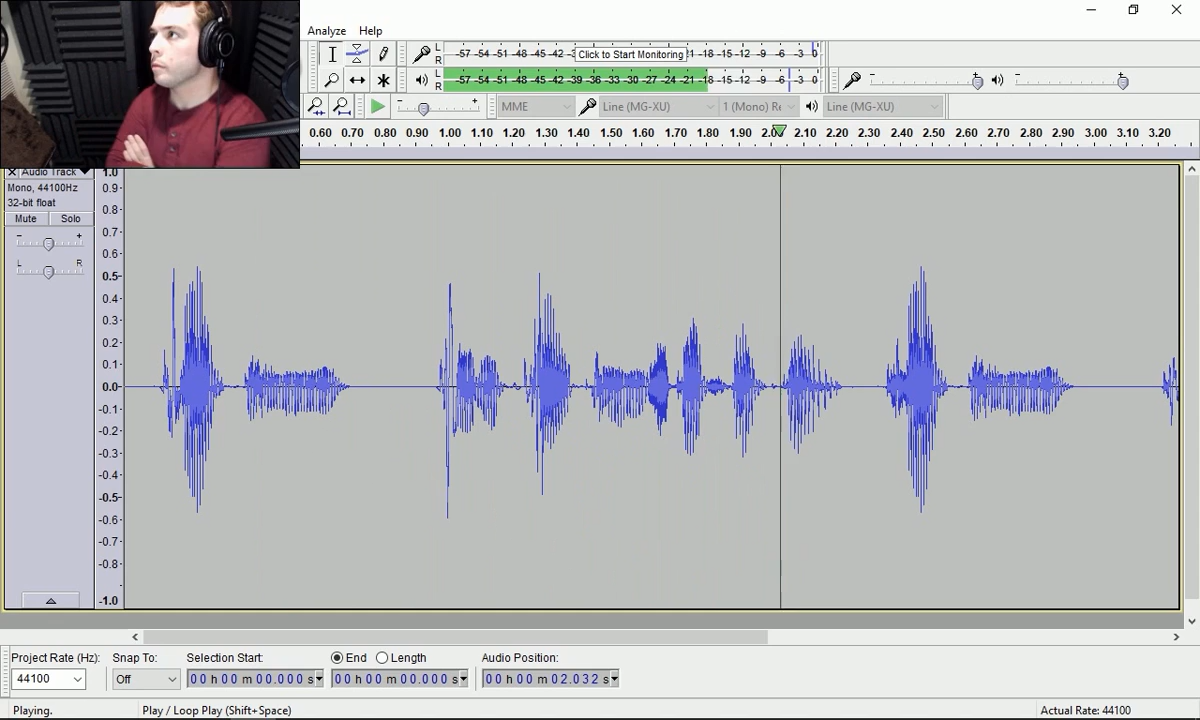 Analyze Help
L
R
-57 -54 -51 -48 -45 -42 -3 Click to Start Monitoring 21 -18 -15 -12 -9 -6 -3 0
L
R
-57 -54 -51 -48 -45 -42 -39 -36 -33 -30 -27 -24 -21 -18 -15 -12 -9 -6 -3 0
- + - +
- + MME Line (MG-XU) 1 (Mono) Re Line (MG-XU)
0.60 0.70 0.80 0.90 1.00 1.10 1.20 1.30 1.40 1.50 1.60 1.70 1.80 1.90 2.00 2.10 2.20 2.30 2.40 2.50 2.60 2.70 2.80 2.90 3.00 3.10 3.20
Audio Track
Mono, 44100Hz
32-bit float
Mute Solo
- +
L R
1.0
0.9
0.8
0.7
0.6
0.5
0.4
0.3
0.2
0.1
0.0
-0.1
-0.2
-0.3
-0.4
-0.5
-0.6
-0.7
-0.8
-1.0
Project Rate (Hz): Snap To: Selection Start: End Length Audio Position:
44100 Off 00 h 00 m 00.000 s 00 h 00 m 00.000 s 00 h 00 m 02.032 s
Playing. Play / Loop Play (Shift+Space) Actual Rate: 44100